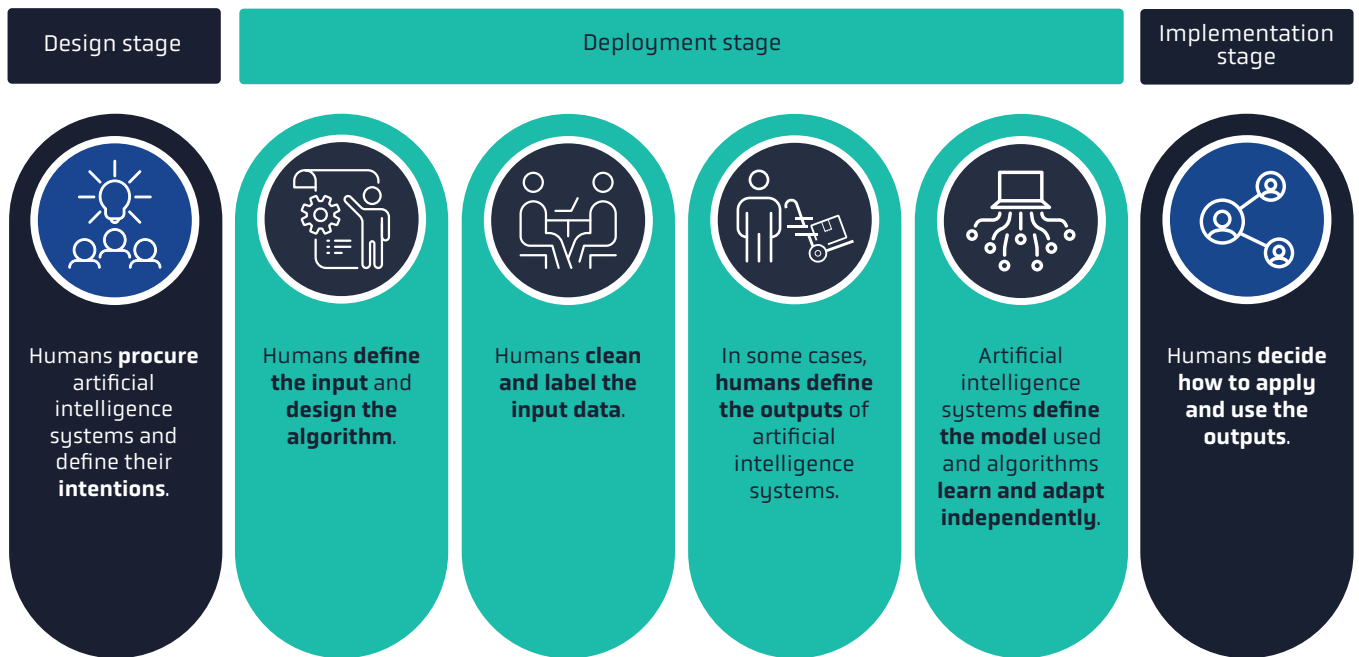 Design stage
Deployment stage
Implementation
stage
Humans procure
artificial
intelligence
systems and
define their
intentions.
Humans define
the input and
design the
algorithm.
Humans clean
and label the
input data.
In some cases,
humans define
the outputs of
artificial
intelligence
systems.
Artificial
intelligence
systems define
the model used
and algorithms
learn and adapt
independently.
Humans decide
how to apply
and use the
outputs.